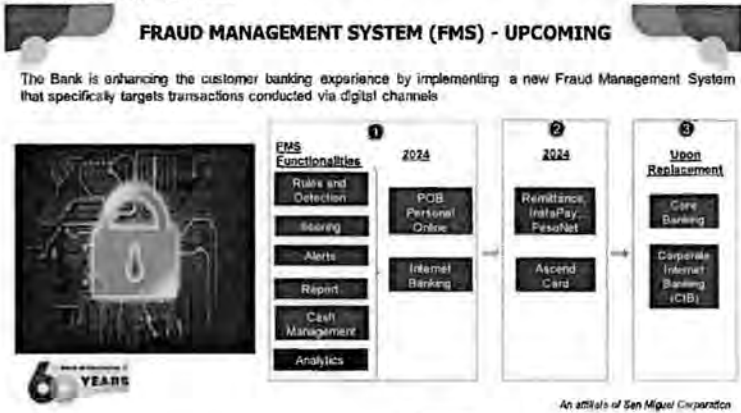 FRAUD MANAGEMENT SYSTEM (FMS) - UPCOMING
The Bank is enhancing the customer banking experience by implementing a new Fraud Management System
that specifically targets transactions conducted via digital channels
1
FMS
Functionalities
Rules and
Detection
Scoring
Alerts
Report
Cash
Management
Analytics
2024
POB
Personal
Online
Internet
Banking
2
2024
Remittance,
InstaPay,
PesoNet
Ascend
Card
3
Upon
Replacement
Core
Banking
Corporate
Internet
Banking
(CIB)
60
YEARS
An affiliate of San Miguel Corporation